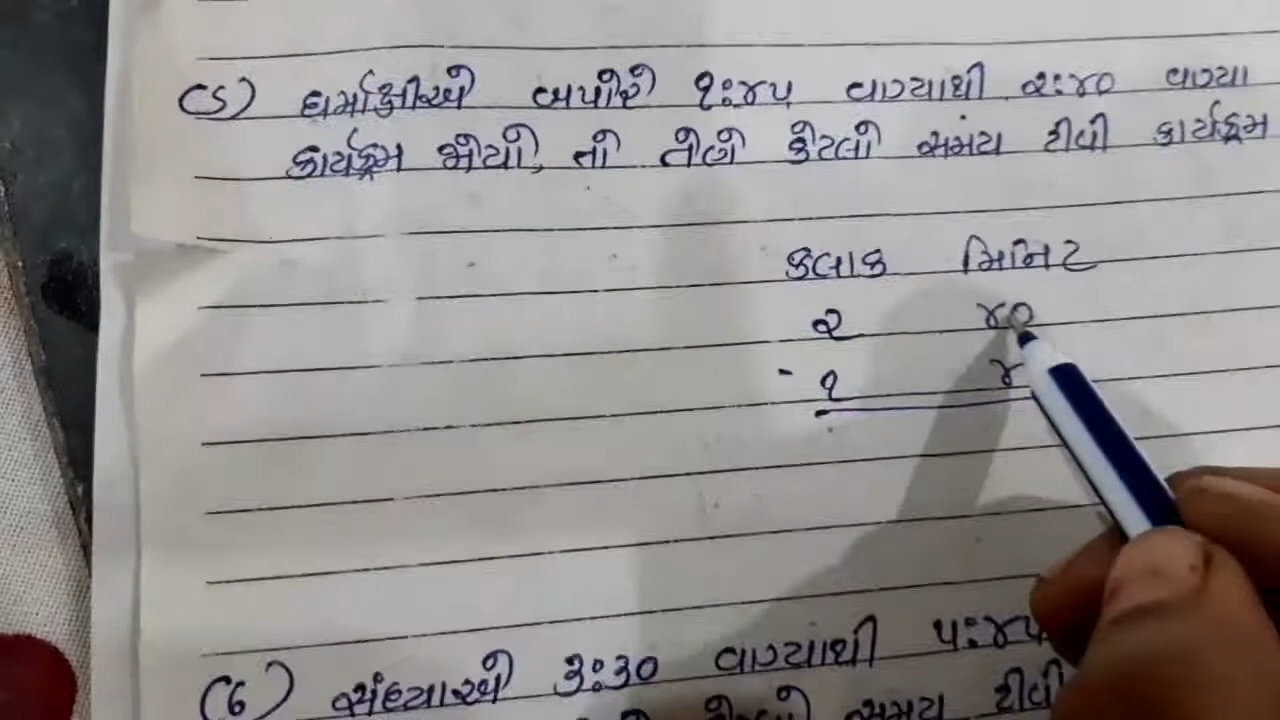 (5) ધર્માક્ષીએ બપોરે ૧:૪૫ વાગ્યાથી ૨:૪૦ વાગ્યા
કાર્યક્રમ જોયો, તો તેણે કેટલો સમય ટીવી કાર્યક્રમ
કલાક મિનિટ
૨ ૪૦
- ૧ ૪
(6) સંધ્યાએ ૩:૩૦ વાગ્યાથી ૫:૪૫
કેટલો સમય ટીવી